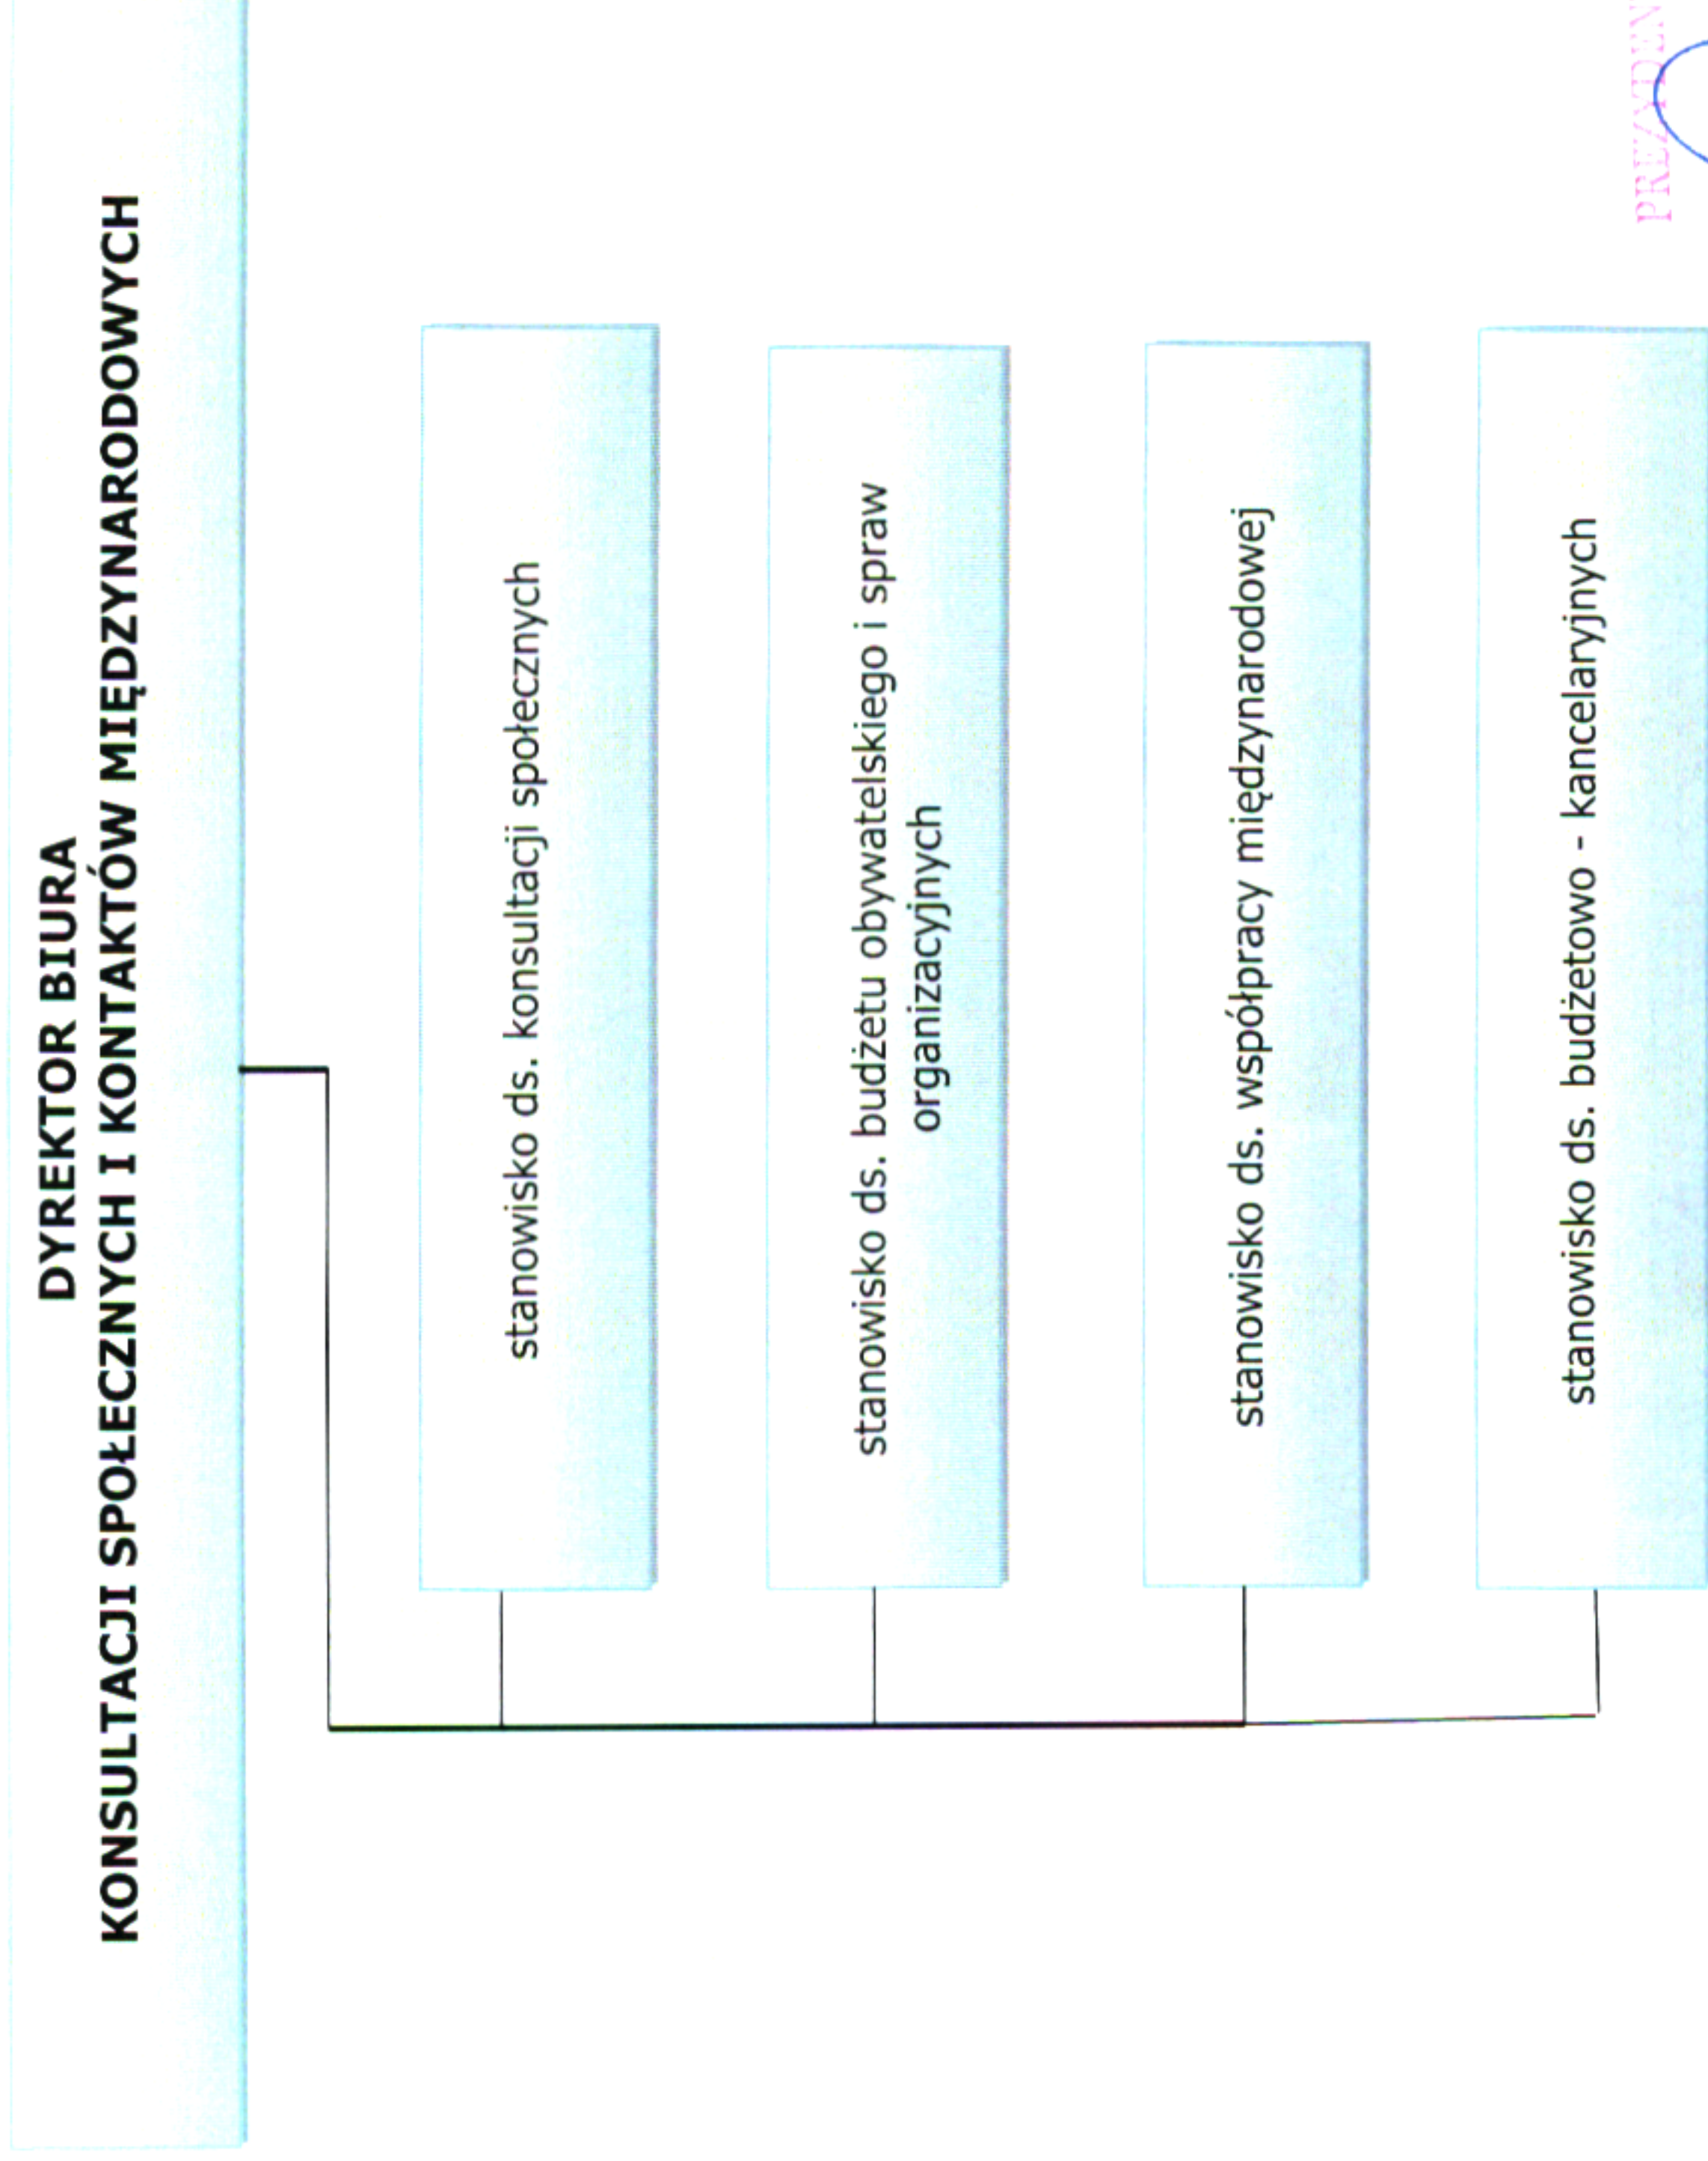 DYREKTOR BIURA
KONSULTACJI SPOŁECZNYCH I KONTAKTÓW MIĘDZYNARODOWYCH
stanowisko ds. konsultacji społecznych
stanowisko ds. budżetu obywatelskiego i spraw
organizacyjnych
stanowisko ds. współpracy międzynarodowej
stanowisko ds. budżetowo - kancelaryjnych